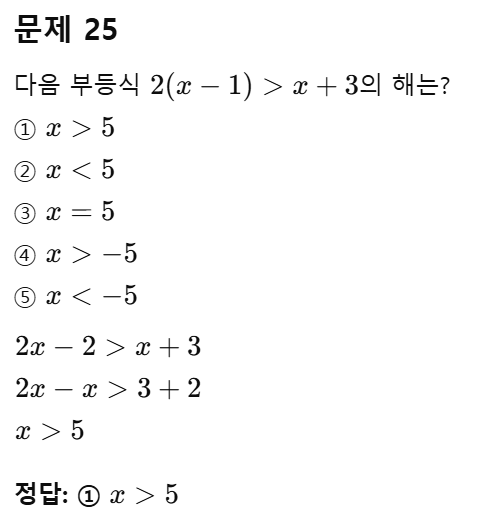 문제 25
다음 부등식 2(x − 1) > x + 3의 해는?
① x > 5
② x < 5
③ x = 5
④ x > −5
⑤ x < −5
2x − 2 > x + 3
2x − x > 3 + 2
x > 5
정답: ① x > 5